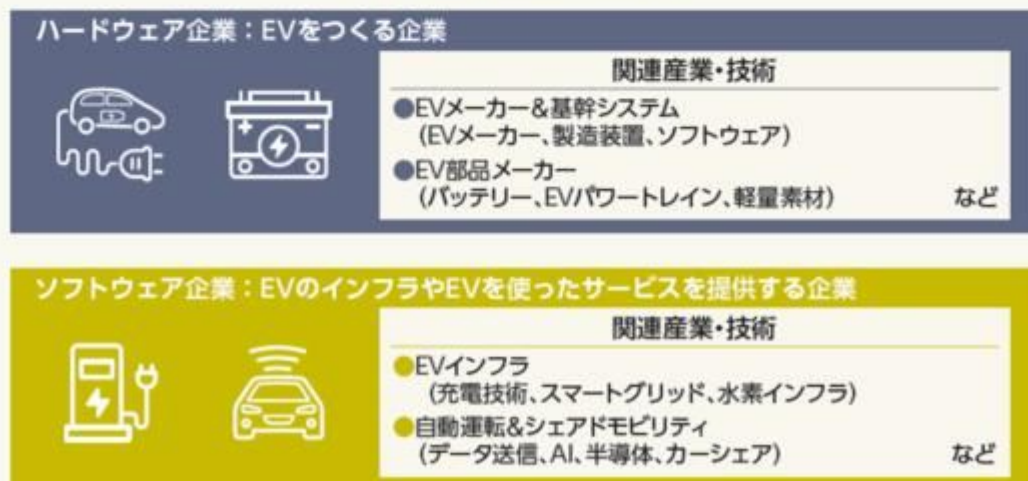 ハードウェア企業：EVをつくる企業
関連産業・技術
●EVメーカー&基幹システム
(EVメーカー、製造装置、ソフトウェア)
●EV部品メーカー
(バッテリー、EVパワートレイン、軽量素材) など
ソフトウェア企業：EVのインフラやEVを使ったサービスを提供する企業
関連産業・技術
●EVインフラ
(充電技術、スマートグリッド、水素インフラ)
●自動運転&シェアドモビリティ
(データ送信、AI、半導体、カーシェア) など